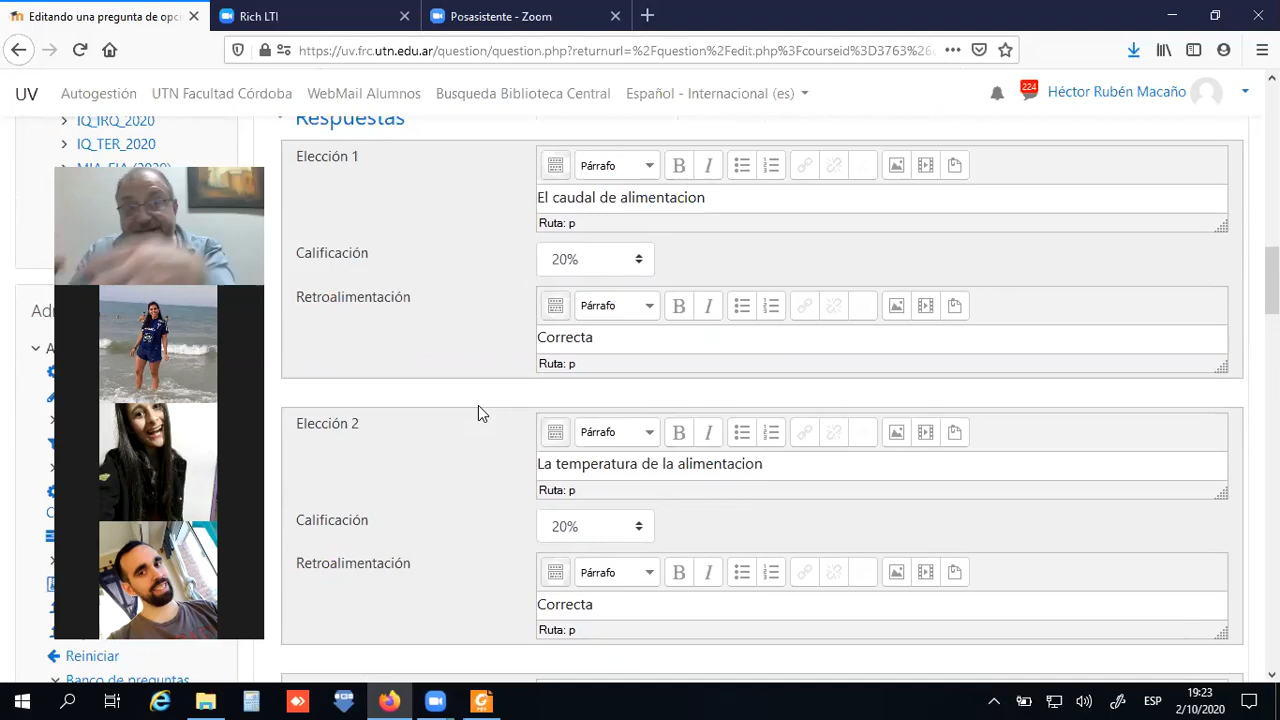 Editando una pregunta de opci
Rich LTI
Posasistente - Zoom
https://uv.frc.utn.edu.ar/question/question.php?returnurl=%2Fquestion%2Fedit.php%3Fcourseid%3D3763%26c
UV
Autogestión
UTN Facultad Córdoba
WebMail Alumnos
Busqueda Biblioteca Central
Español - Internacional (es)
224
Héctor Rubén Macaño
IQ_IRQ_2020
IQ_TER_2020
MIA_EIA (2020)
Respuestas
Elección 1
Párrafo
B
I
El caudal de alimentacion
Ruta: p
Calificación
20%
Retroalimentación
Párrafo
B
I
Correcta
Ruta: p
Elección 2
Párrafo
B
I
La temperatura de la alimentacion
Ruta: p
Calificación
20%
Retroalimentación
Párrafo
B
I
Correcta
Ruta: p
Reiniciar
Banco de preguntas
ESP
19:23
2/10/2020